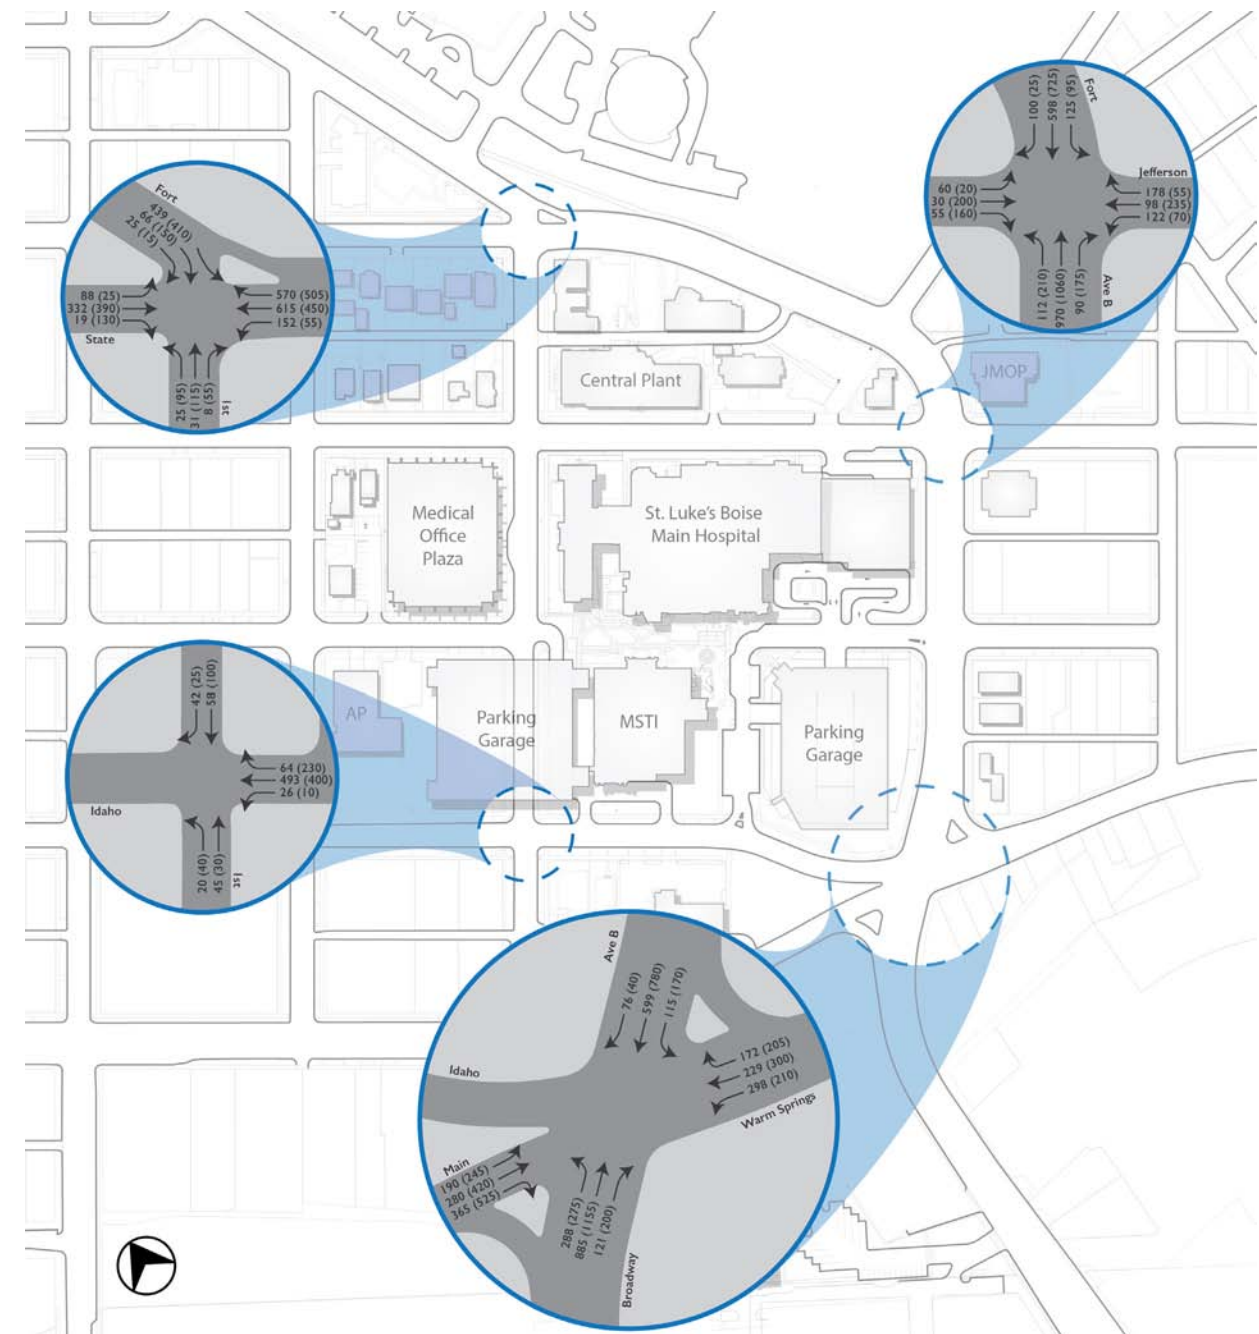 Fort
439 (410)
66 (150)
25 (15)
88 (25)
332 (390)
19 (130)
State
570 (505)
615 (450)
152 (55)
25 (95)
31 (115)
8 (55)
1st
100 (25)
598 (725)
125 (95)
Fort
Jefferson
60 (20)
30 (200)
55 (160)
178 (55)
98 (235)
122 (70)
112 (210)
970 (1060)
90 (175)
Ave B
Central Plant
JMOP
Medical
Office
Plaza
St. Luke's Boise
Main Hospital
AP
Parking
Garage
MSTI
Parking
Garage
42 (25)
58 (100)
64 (230)
493 (400)
26 (10)
Idaho
20 (40)
45 (30)
1st
Ave B
76 (40)
599 (780)
115 (170)
172 (205)
229 (300)
298 (210)
Idaho
Warm Springs
Main
190 (245)
280 (420)
365 (525)
288 (275)
885 (1155)
121 (200)
Broadway